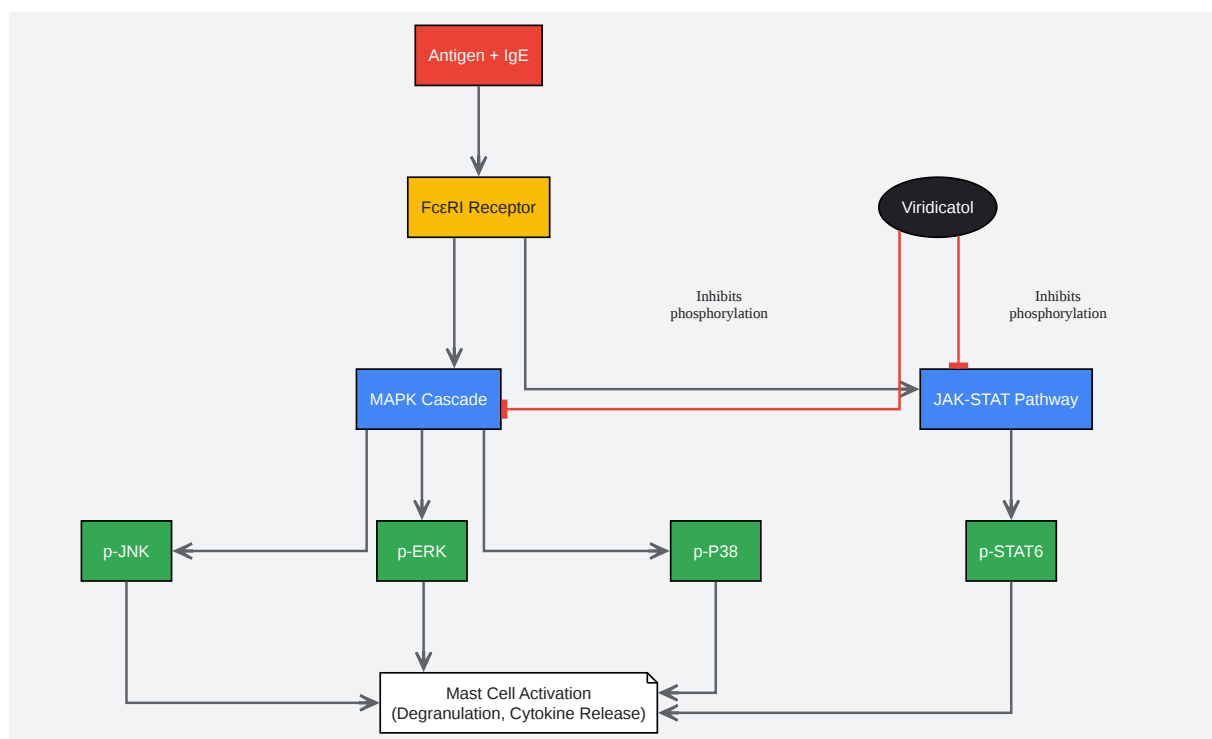 Antigen + IgE
FcεRI Receptor
Viridicatol
Inhibits
phosphorylation
Inhibits
phosphorylation
MAPK Cascade
JAK-STAT Pathway
p-JNK
p-ERK
p-P38
p-STAT6
Mast Cell Activation
(Degranulation, Cytokine Release)